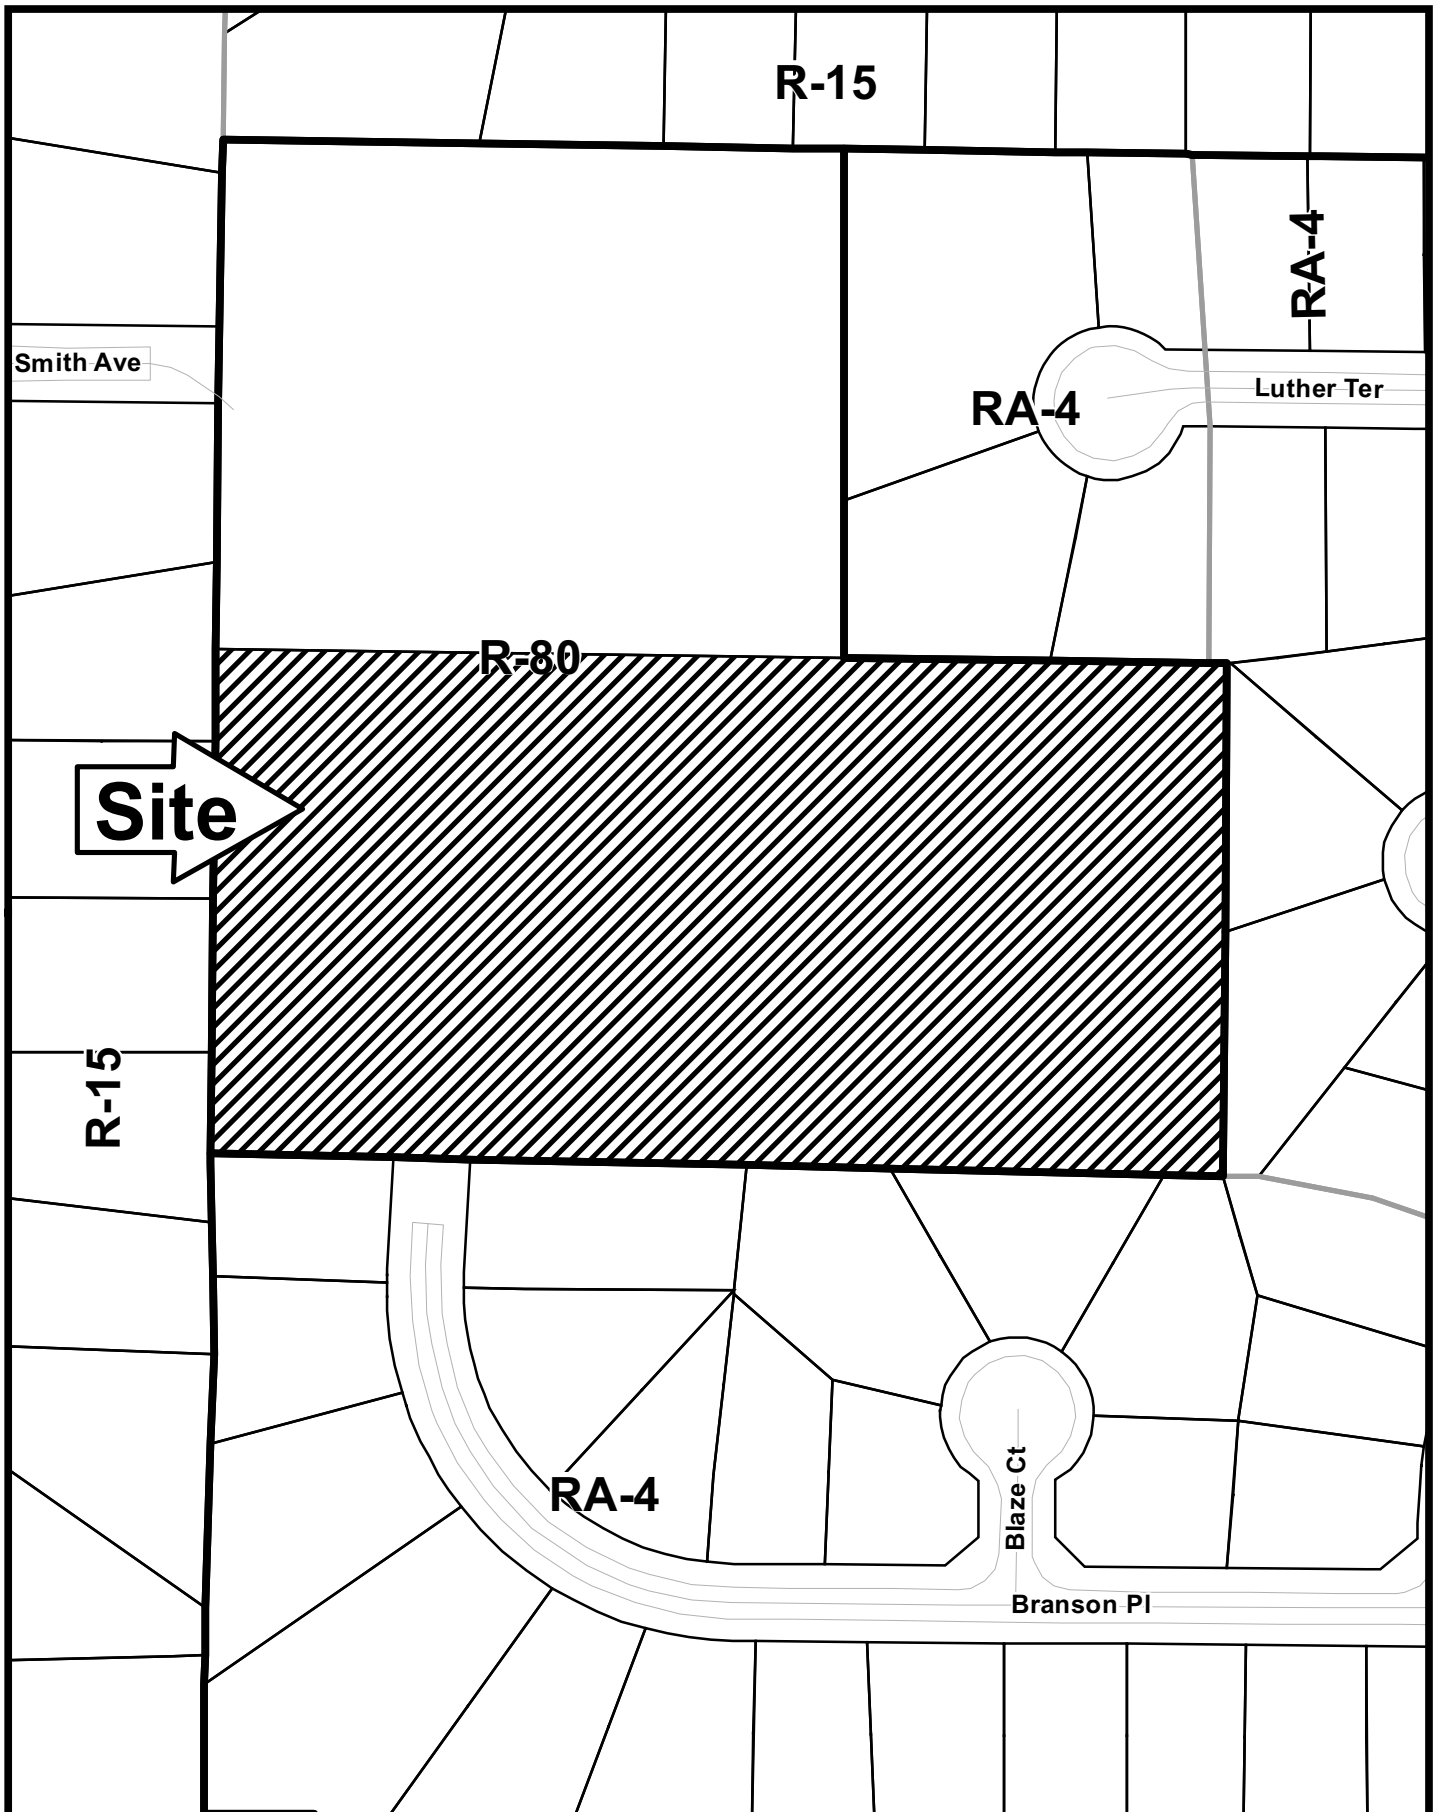 R-15
RA-4
Smith Ave
Luther Ter
RA-4
R-80
Site
R-15
RA-4
Blaze Ct
Branson Pl